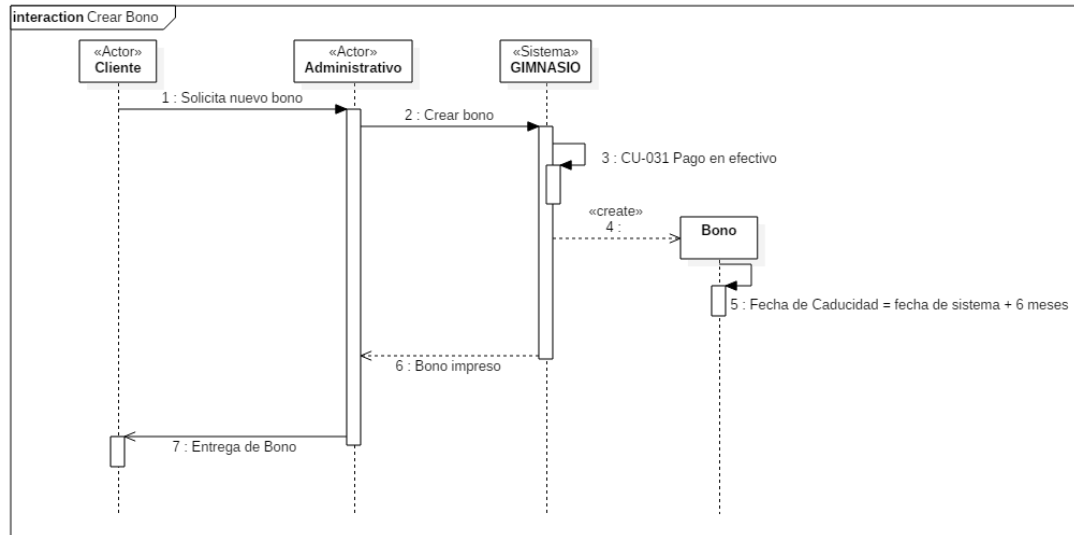 interaction Crear Bono
«Actor»
Cliente
«Actor»
Administrativo
«Sistema»
GIMNASIO
1 : Solicita nuevo bono
2 : Crear bono
3 : CU-031 Pago en efectivo
«create»
4 :
Bono
5 : Fecha de Caducidad = fecha de sistema + 6 meses
6 : Bono impreso
7 : Entrega de Bono